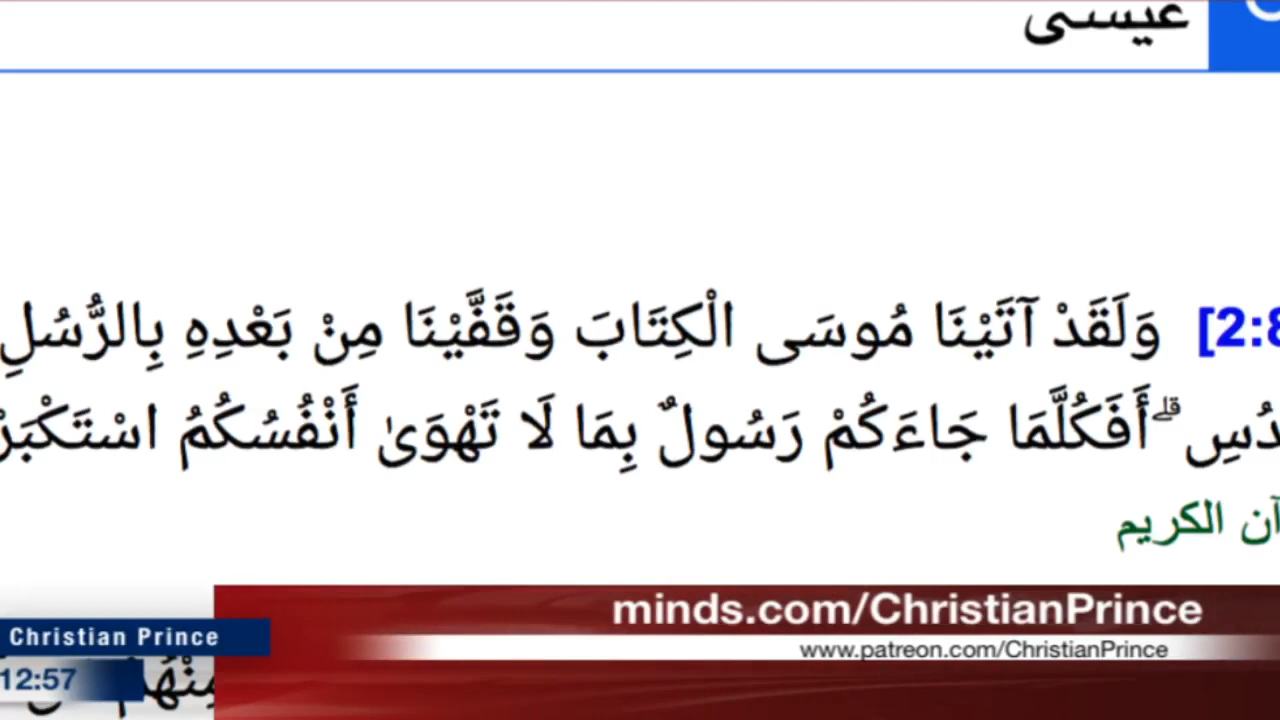 عيسى
[2:8 وَلَقَدْ آتَيْنَا مُوسَى الْكِتَابَ وَقَفَّيْنَا مِنْ بَعْدِهِ بِالرُّسُلِ
دُسِ ۗ أَفَكُلَّمَا جَاءَكُمْ رَسُولٌ بِمَا لَا تَهْوَىٰ أَنْفُسُكُمُ اسْتَكْبَرْ
آن الكريم
minds.com/ChristianPrince
Christian Prince
www.patreon.com/ChristianPrince
12:57